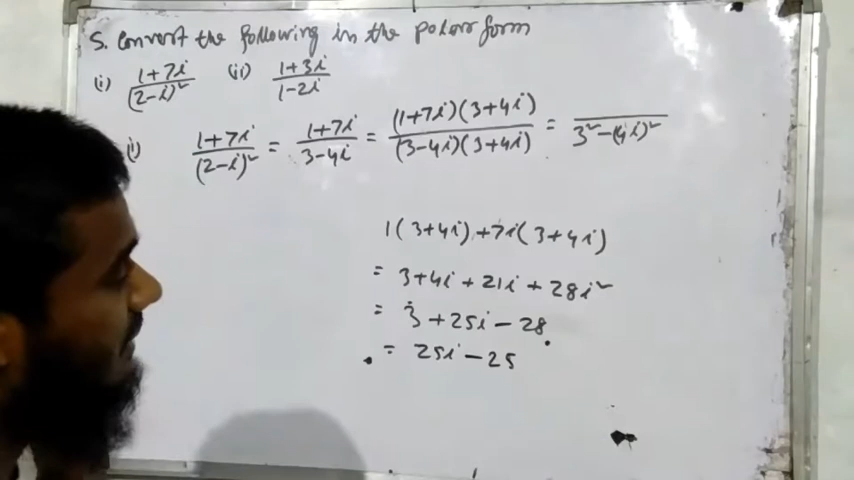 5. Convert the following in the polar form
(i) (1+7i)/(2-i)² (ii) (1+3i)/(1-2i)
i) (1+7i)/(2-i)² = (1+7i)/(3-4i) = (1+7i)(3+4i)/(3-4i)(3+4i) = /3²-(4i)²
1(3+4i)+7i(3+4i)
= 3+4i+21i+28i²
= 3+25i-28
= 25i-25